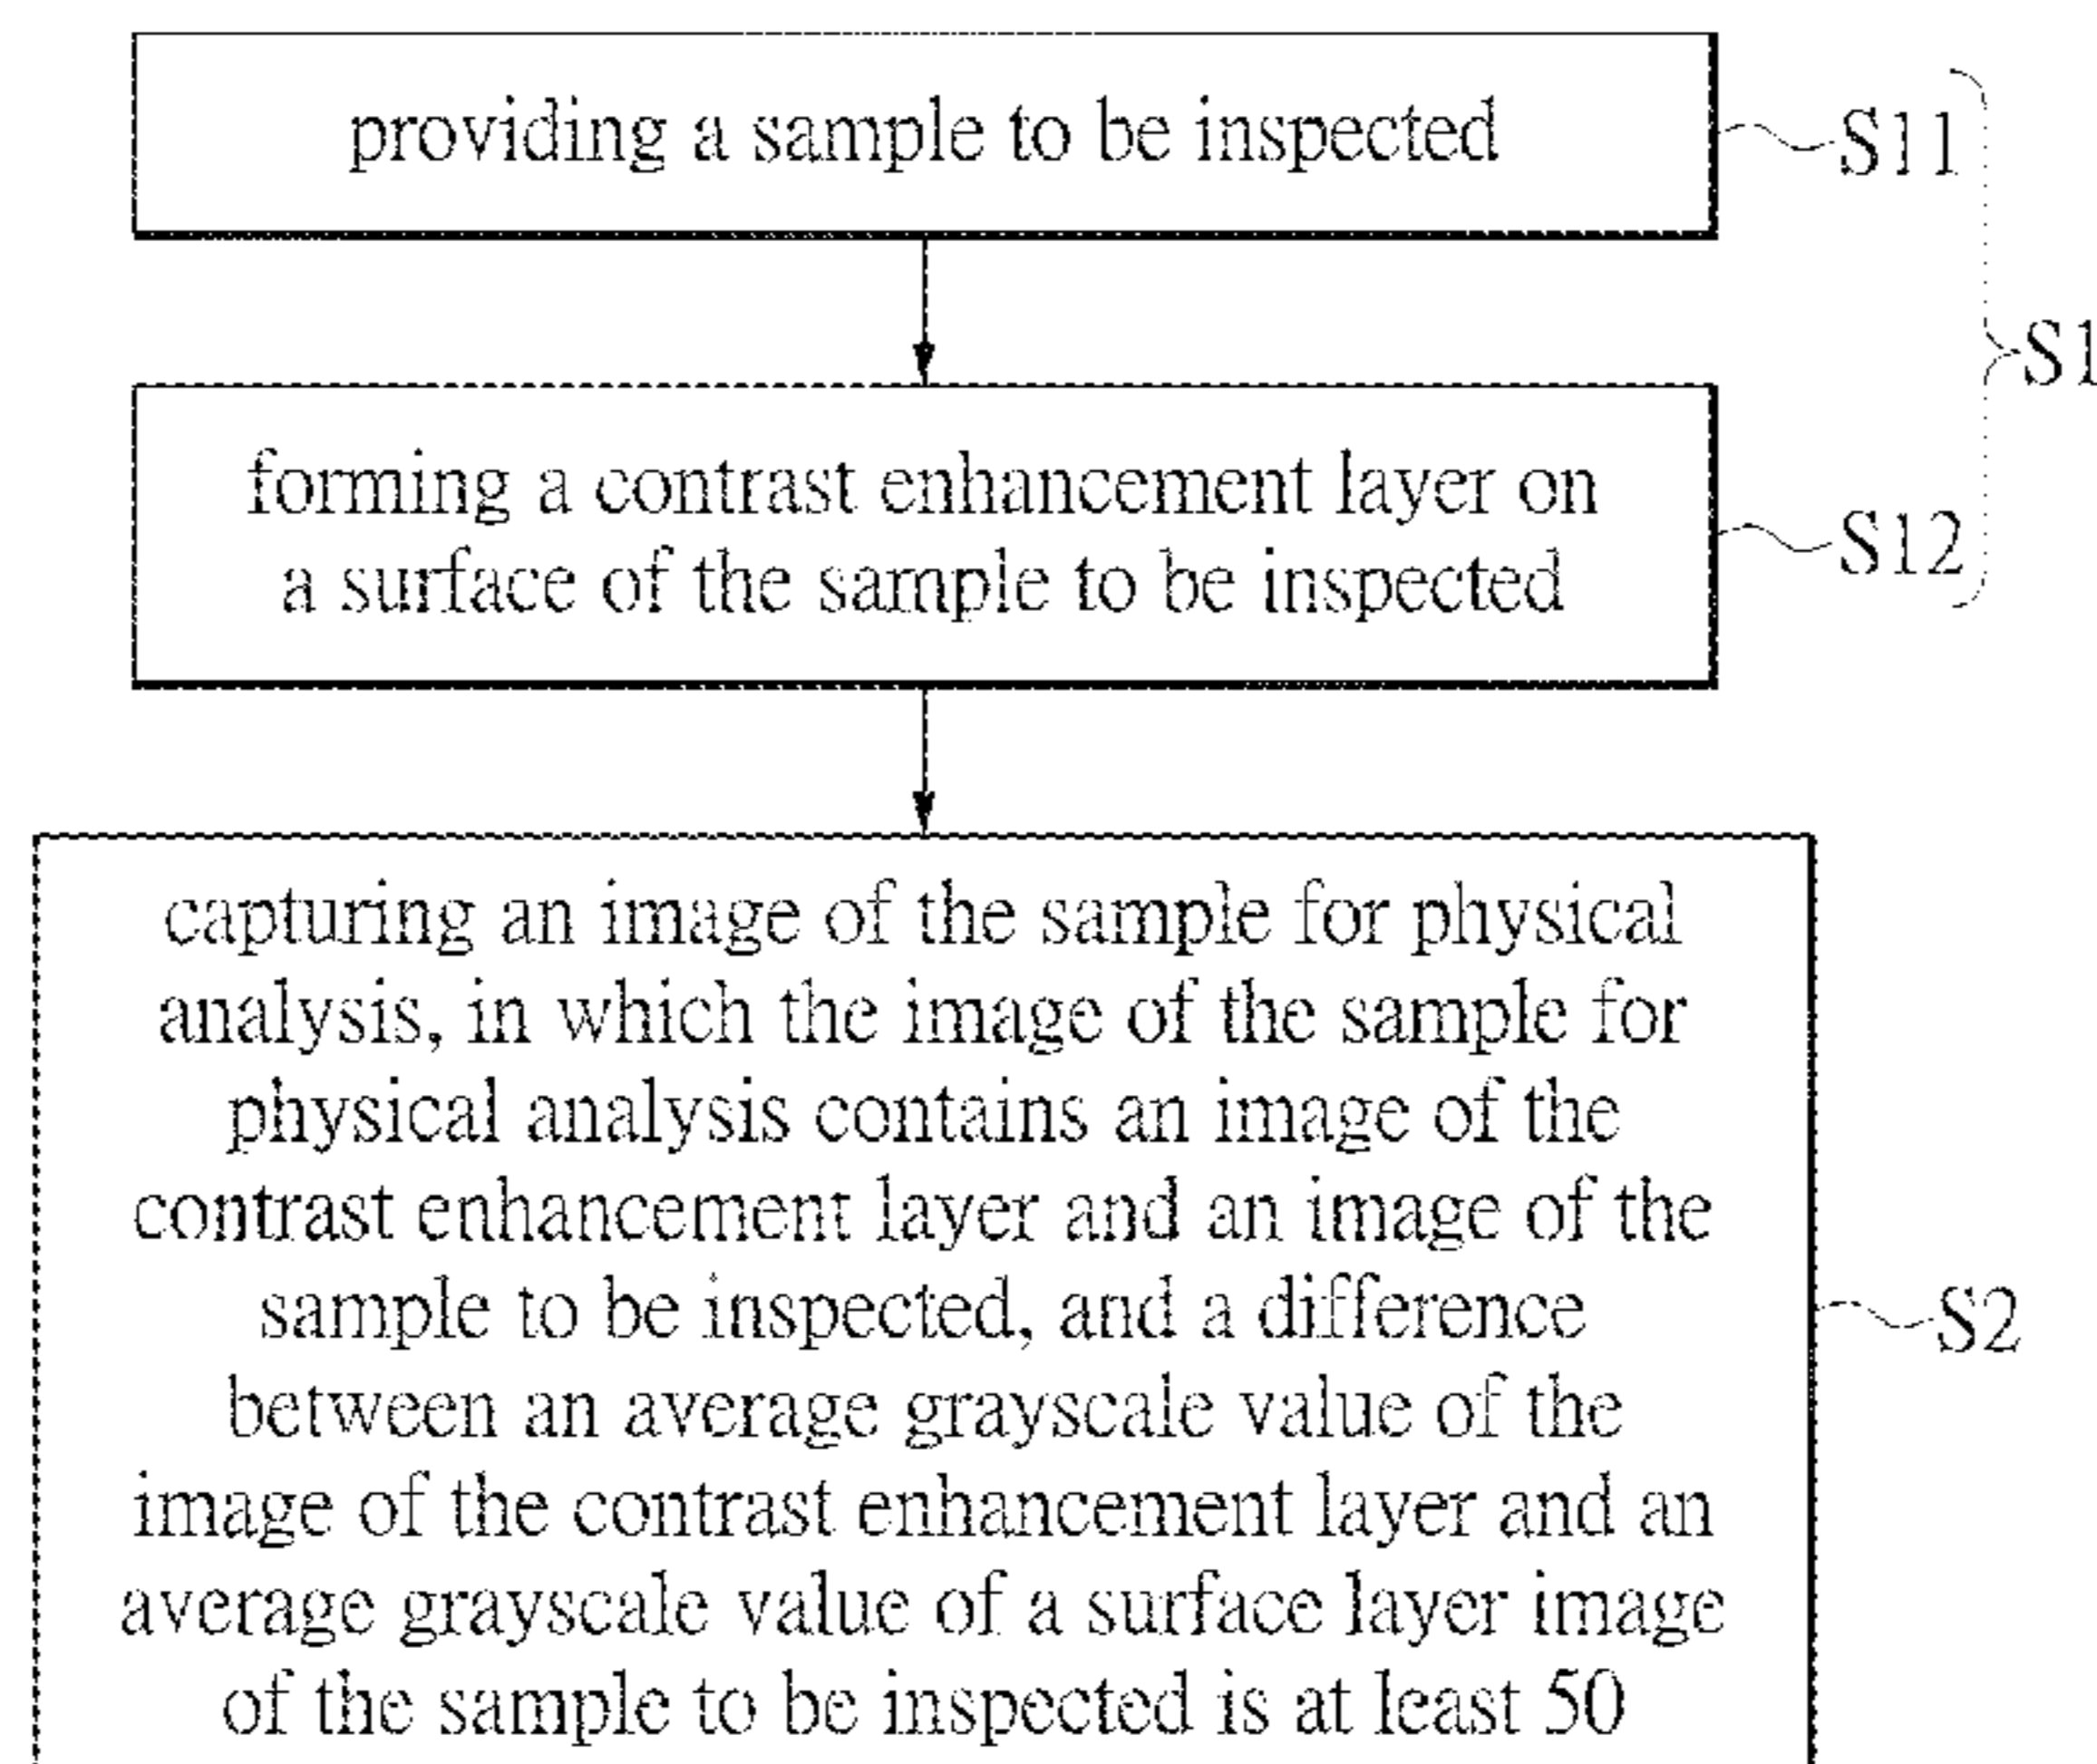 providing a sample to be inspected
S11
S1
forming a contrast enhancement layer on
a surface of the sample to be inspected
S12
capturing an image of the sample for physical
analysis, in which the image of the sample for
physical analysis contains an image of the
contrast enhancement layer and an image of the
sample to be inspected, and a difference
between an average grayscale value of the
image of the contrast enhancement layer and an
average grayscale value of a surface layer image
of the sample to be inspected is at least 50
S2